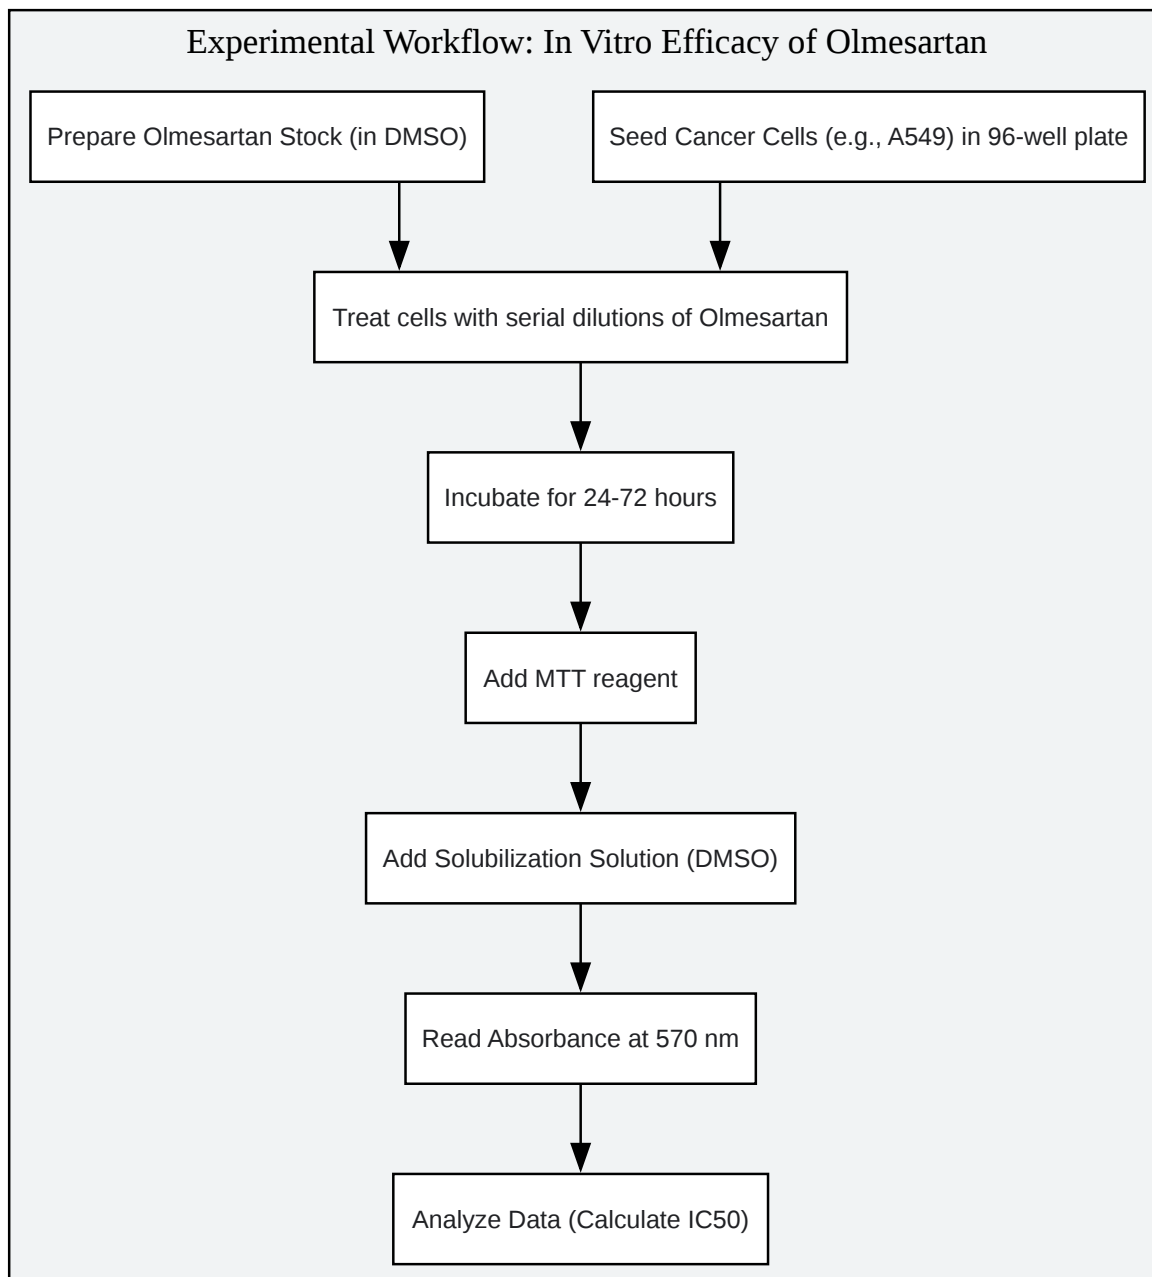 Experimental Workflow: In Vitro Efficacy of Olmesartan
Prepare Olmesartan Stock (in DMSO)
Seed Cancer Cells (e.g., A549) in 96-well plate
Treat cells with serial dilutions of Olmesartan
Incubate for 24-72 hours
Add MTT reagent
Add Solubilization Solution (DMSO)
Read Absorbance at 570 nm
Analyze Data (Calculate IC50)